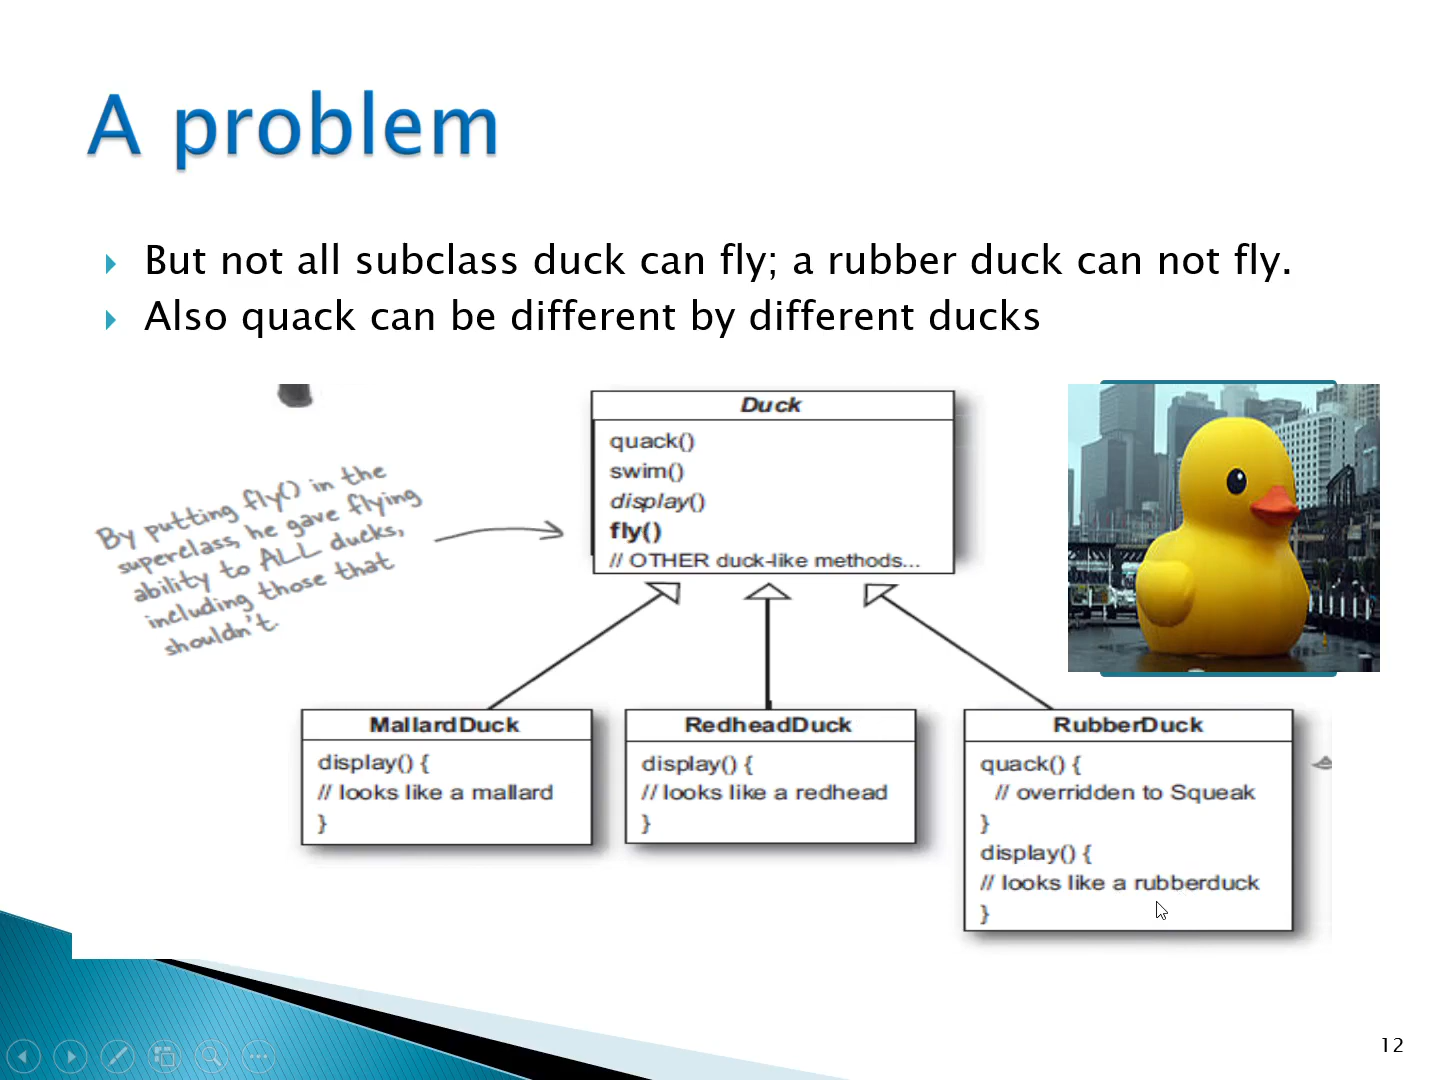 A problem
But not all subclass duck can fly; a rubber duck can not fly.
Also quack can be different by different ducks
By putting fly() in the
superclass, he gave flying
ability to ALL ducks,
including those that
shouldn't.
Duck
quack()
swim()
display()
fly()
// OTHER duck-like methods...
MallardDuck
display() {
// looks like a mallard
}
RedheadDuck
display() {
// looks like a redhead
}
RubberDuck
quack() {
// overridden to Squeak
}
display() {
// looks like a rubberduck
}
12